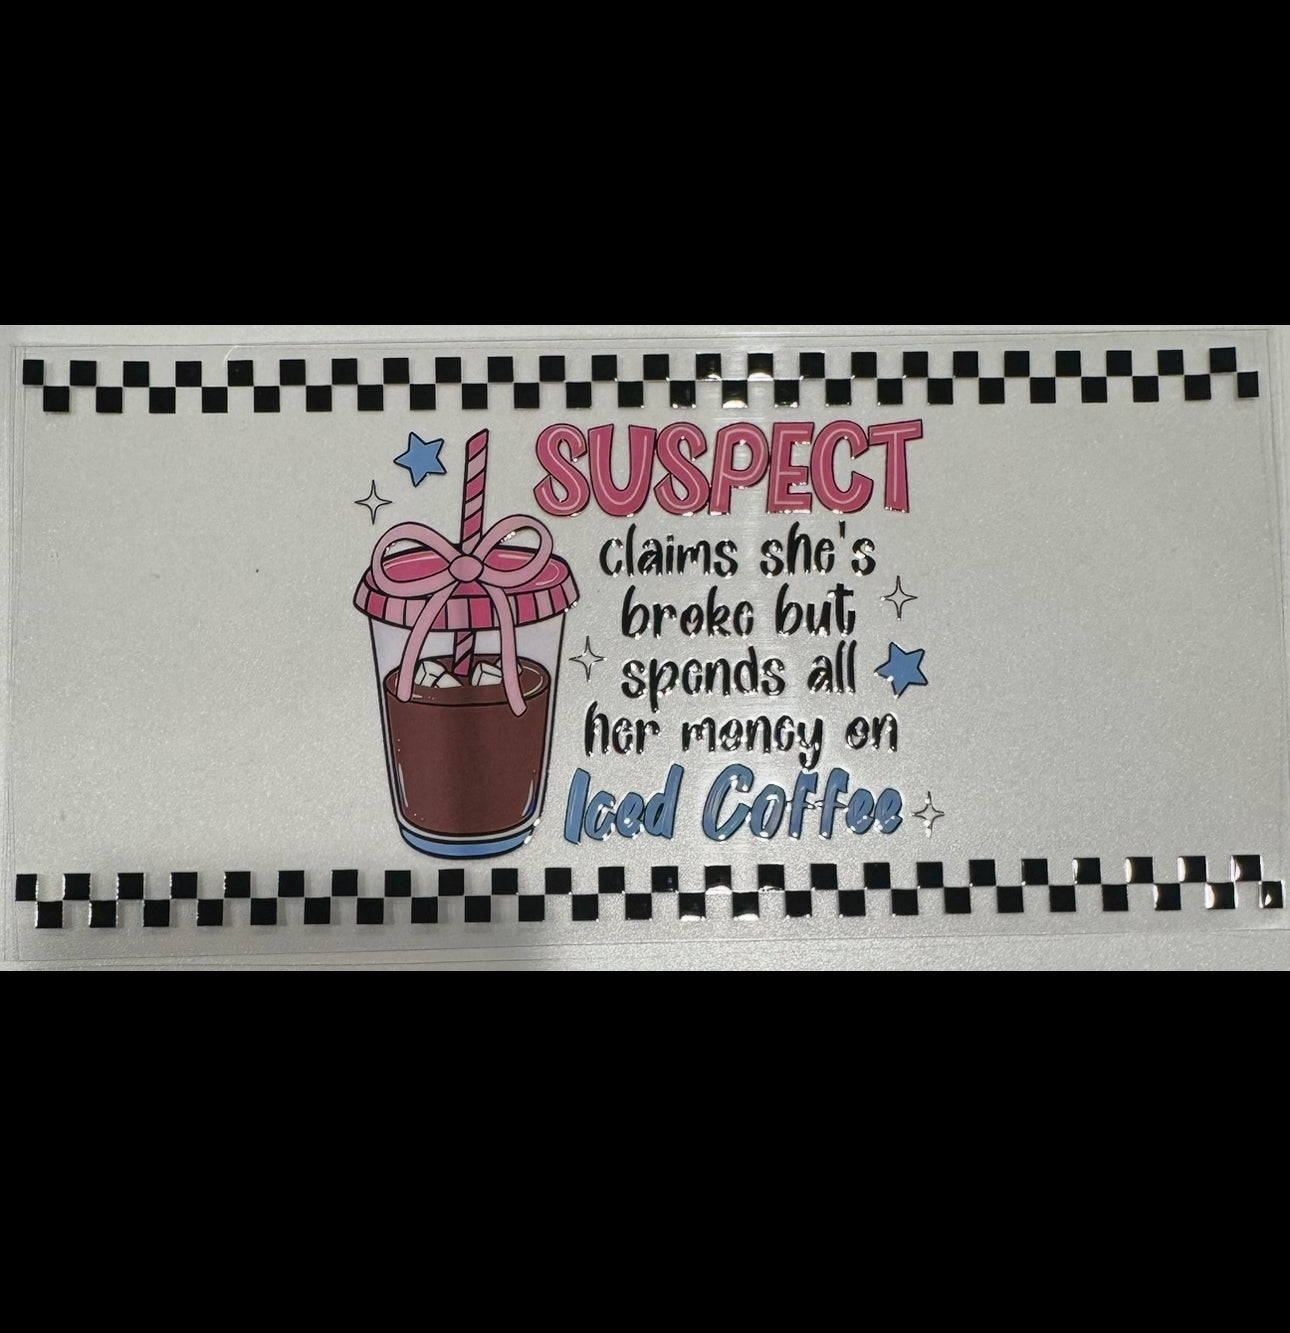 SUSPECT
claims she's
broke but
spends all
her money on
Iced Coffee